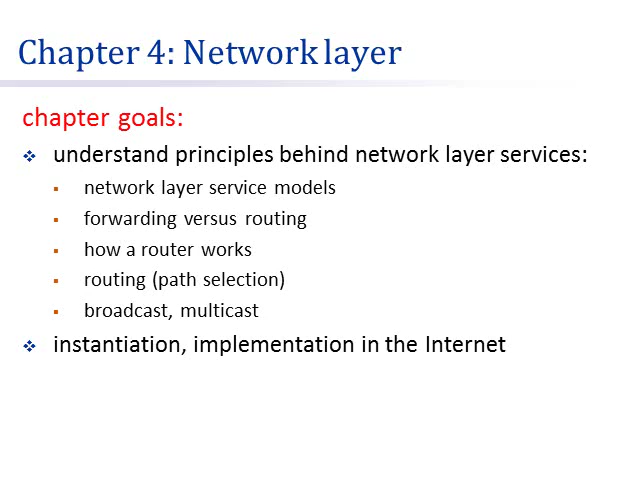 Chapter 4: Network layer
chapter goals:
understand principles behind network layer services:
network layer service models
forwarding versus routing
how a router works
routing (path selection)
broadcast, multicast
instantiation, implementation in the Internet